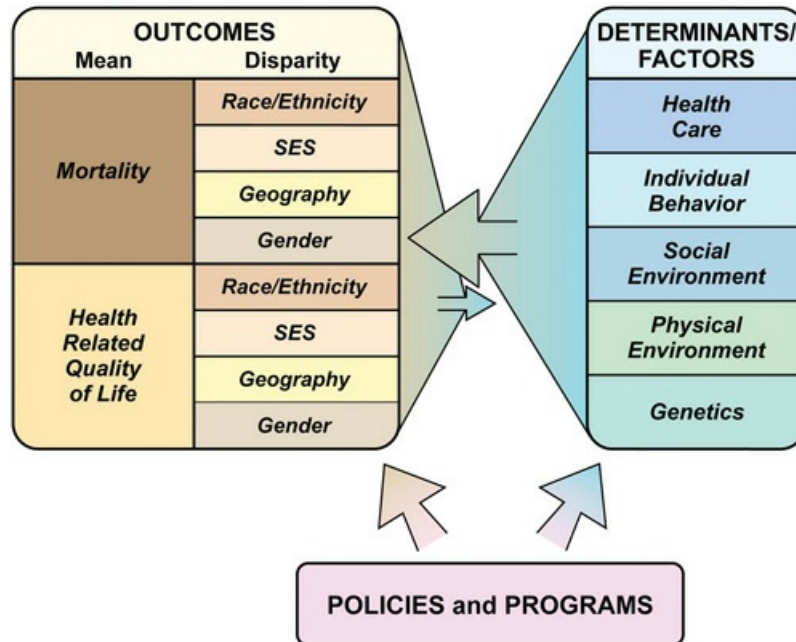 OUTCOMES
Mean Disparity
Mortality
Race/Ethnicity
SES
Geography
Gender
Health
Related
Quality
of Life
Race/Ethnicity
SES
Geography
Gender
DETERMINANTS/
FACTORS
Health
Care
Individual
Behavior
Social
Environment
Physical
Environment
Genetics
POLICIES and PROGRAMS